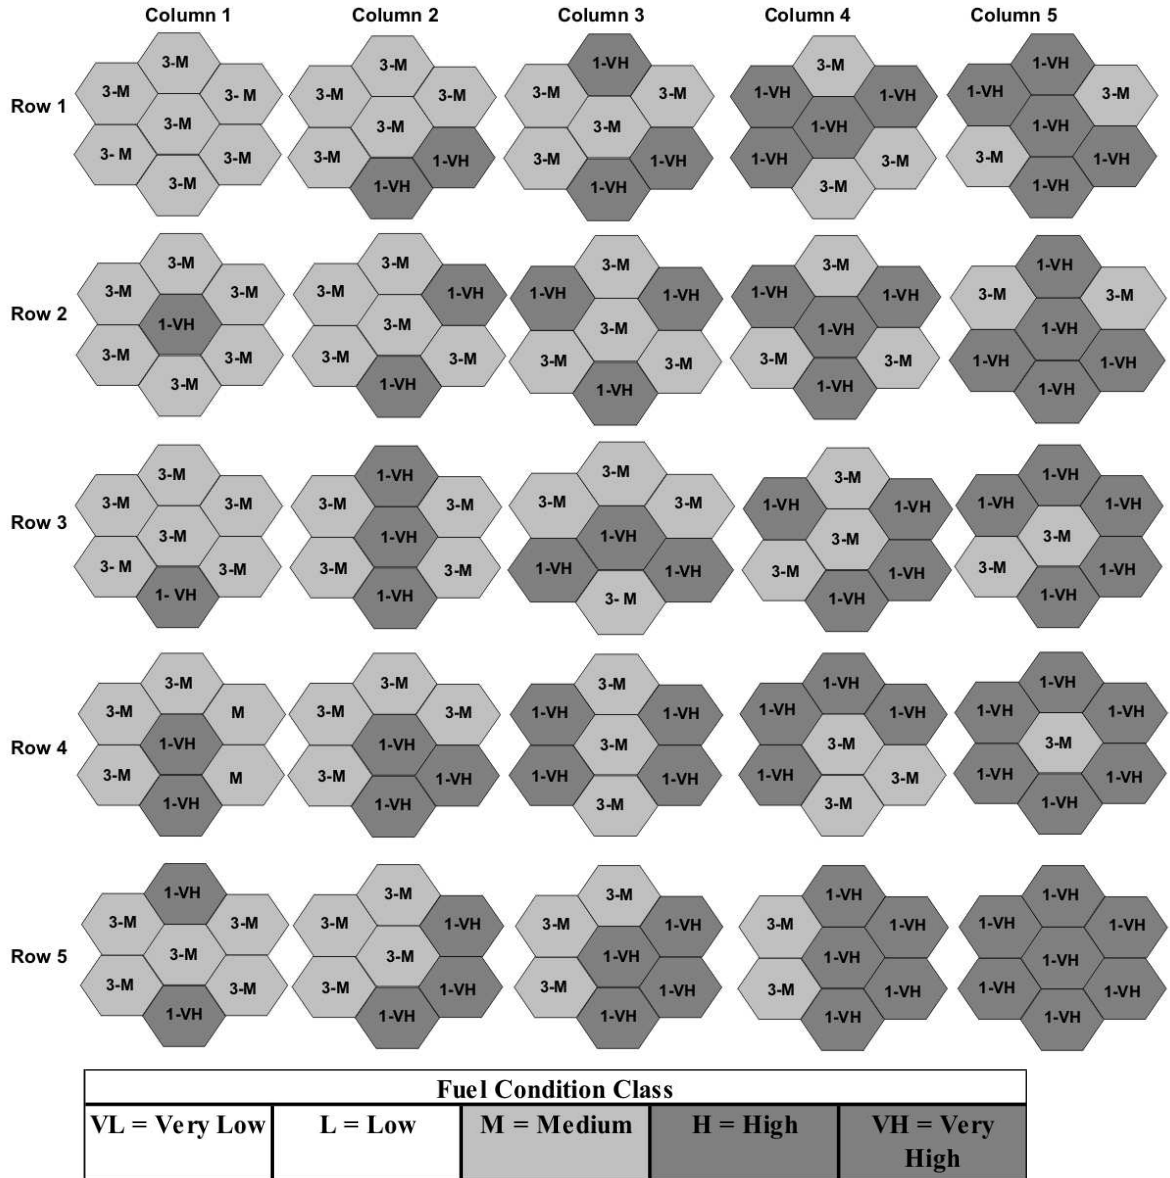 Column 1 Column 2 Column 3 Column 4 Column 5
Row 1
3-M 3-M 3- M 3-M 3- M 3-M 3-M
3-M 3-M 3-M 3-M 3-M 1-VH 1-VH
1-VH 3-M 3-M 3-M 3-M 1-VH 1-VH
3-M 1-VH 1-VH 1-VH 1-VH 3-M 3-M
1-VH 1-VH 3-M 1-VH 3-M 1-VH 1-VH
Row 2
3-M 3-M 3-M 1-VH 3-M 3-M 3-M
3-M 3-M 1-VH 3-M 3-M 3-M 1-VH
3-M 1-VH 1-VH 3-M 3-M 3-M 1-VH
3-M 1-VH 1-VH 1-VH 3-M 3-M 1-VH
1-VH 3-M 3-M 1-VH 1-VH 1-VH 1-VH
Row 3
3-M 3-M 3-M 3-M 3- M 3-M 1- VH
1-VH 3-M 3-M 1-VH 3-M 3-M 1-VH
3-M 3-M 3-M 1-VH 1-VH 1-VH 3- M
3-M 1-VH 1-VH 3-M 3-M 1-VH 1-VH
1-VH 1-VH 1-VH 3-M 3-M 1-VH 1-VH
Row 4
3-M 3-M M 1-VH 3-M M 1-VH
3-M 3-M 3-M 1-VH 3-M 1-VH 1-VH
3-M 1-VH 1-VH 3-M 1-VH 1-VH 3-M
1-VH 1-VH 1-VH 3-M 1-VH 3-M 3-M
1-VH 1-VH 1-VH 3-M 1-VH 1-VH 1-VH
Row 5
1-VH 3-M 3-M 3-M 3-M 3-M 1-VH
3-M 3-M 1-VH 3-M 3-M 1-VH 1-VH
3-M 3-M 1-VH 1-VH 3-M 1-VH 1-VH
1-VH 3-M 1-VH 1-VH 3-M 1-VH 1-VH
1-VH 1-VH 1-VH 1-VH 1-VH 1-VH 1-VH
Fuel Condition Class
VL = Very Low L = Low M = Medium H = High VH = Very
High